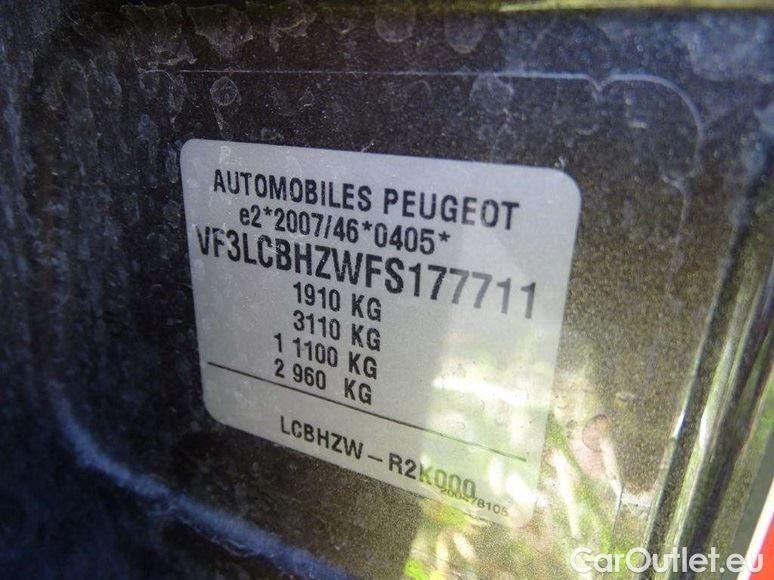 AUTOMOBILES PEUGEOT
e2*2007/46*0405*
VF3LCBHZWFS177711
1910 KG
3110 KG
1 1100 KG
2 960 KG
LCBHZW-R2K000
CarOutlet.eu